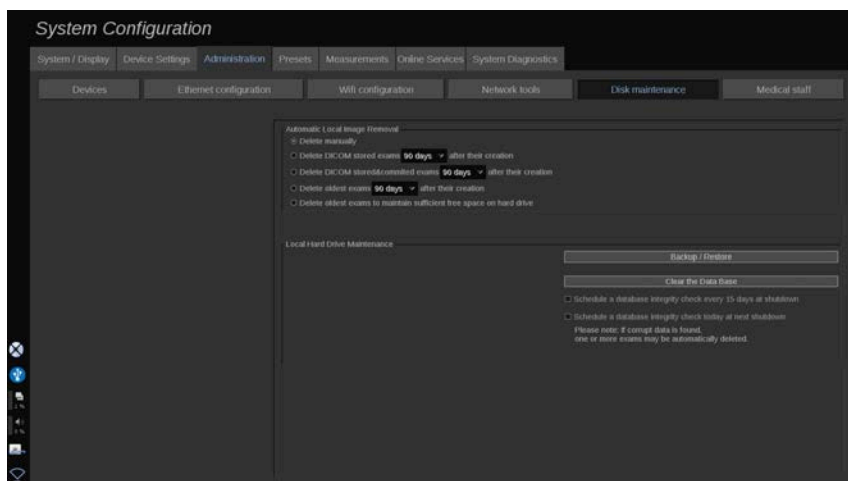 System Configuration
System / Display Device Settings Administration Presets Measurements Online Services System Diagnostics
Devices Ethernet configuration Wifi configuration Network tools Disk maintenance Medical staff
Automatic Local Image Removal
Delete manually
Delete DICOM stored exams 90 days after their creation
Delete DICOM stored&commited exams 90 days after their creation
Delete oldest exams 90 days after their creation
Delete oldest exams to maintain sufficient free space on hard drive
Local Hard Drive Maintenance
Backup / Restore
Clear the Data Base
Schedule a database integrity check every 15 days at shutdown
Schedule a database integrity check today at next shutdown
Please note: if corrupt data is found,
one or more exams may be automatically deleted.